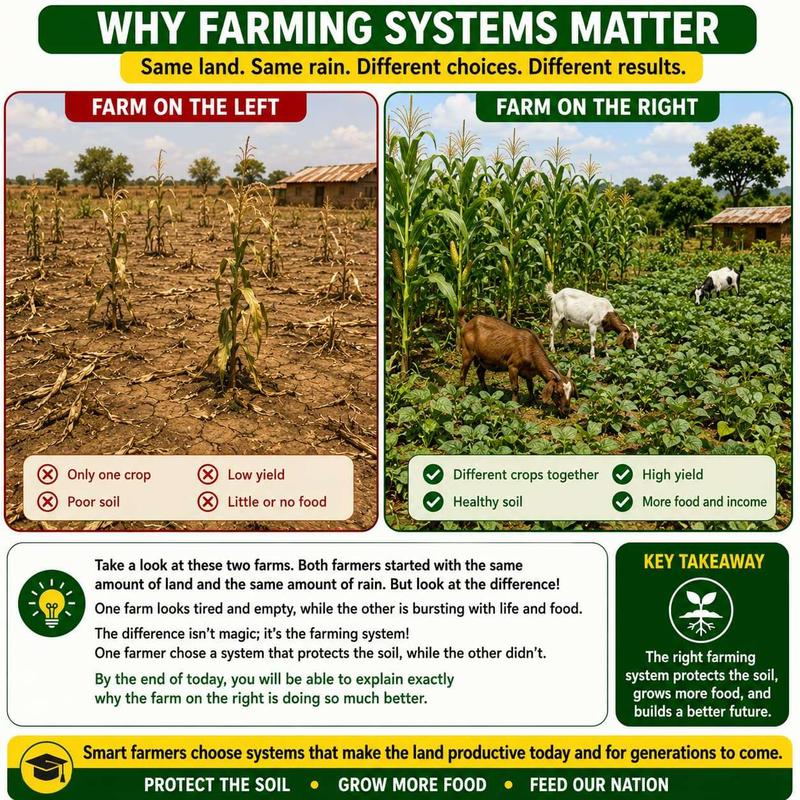 WHY FARMING SYSTEMS MATTER
Same land. Same rain. Different choices. Different results.
FARM ON THE LEFT
Only one crop
Low yield
Poor soil
Little or no food
FARM ON THE RIGHT
Different crops together
High yield
Healthy soil
More food and income
Take a look at these two farms. Both farmers started with the same
amount of land and the same amount of rain. But look at the difference!
One farm looks tired and empty, while the other is bursting with life and food.
The difference isn't magic; it's the farming system!
One farmer chose a system that protects the soil, while the other didn't.
By the end of today, you will be able to explain exactly
why the farm on the right is doing so much better.
KEY TAKEAWAY
The right farming
system protects the soil,
grows more food, and
builds a better future.
Smart farmers choose systems that make the land productive today and for generations to come.
PROTECT THE SOIL • GROW MORE FOOD • FEED OUR NATION